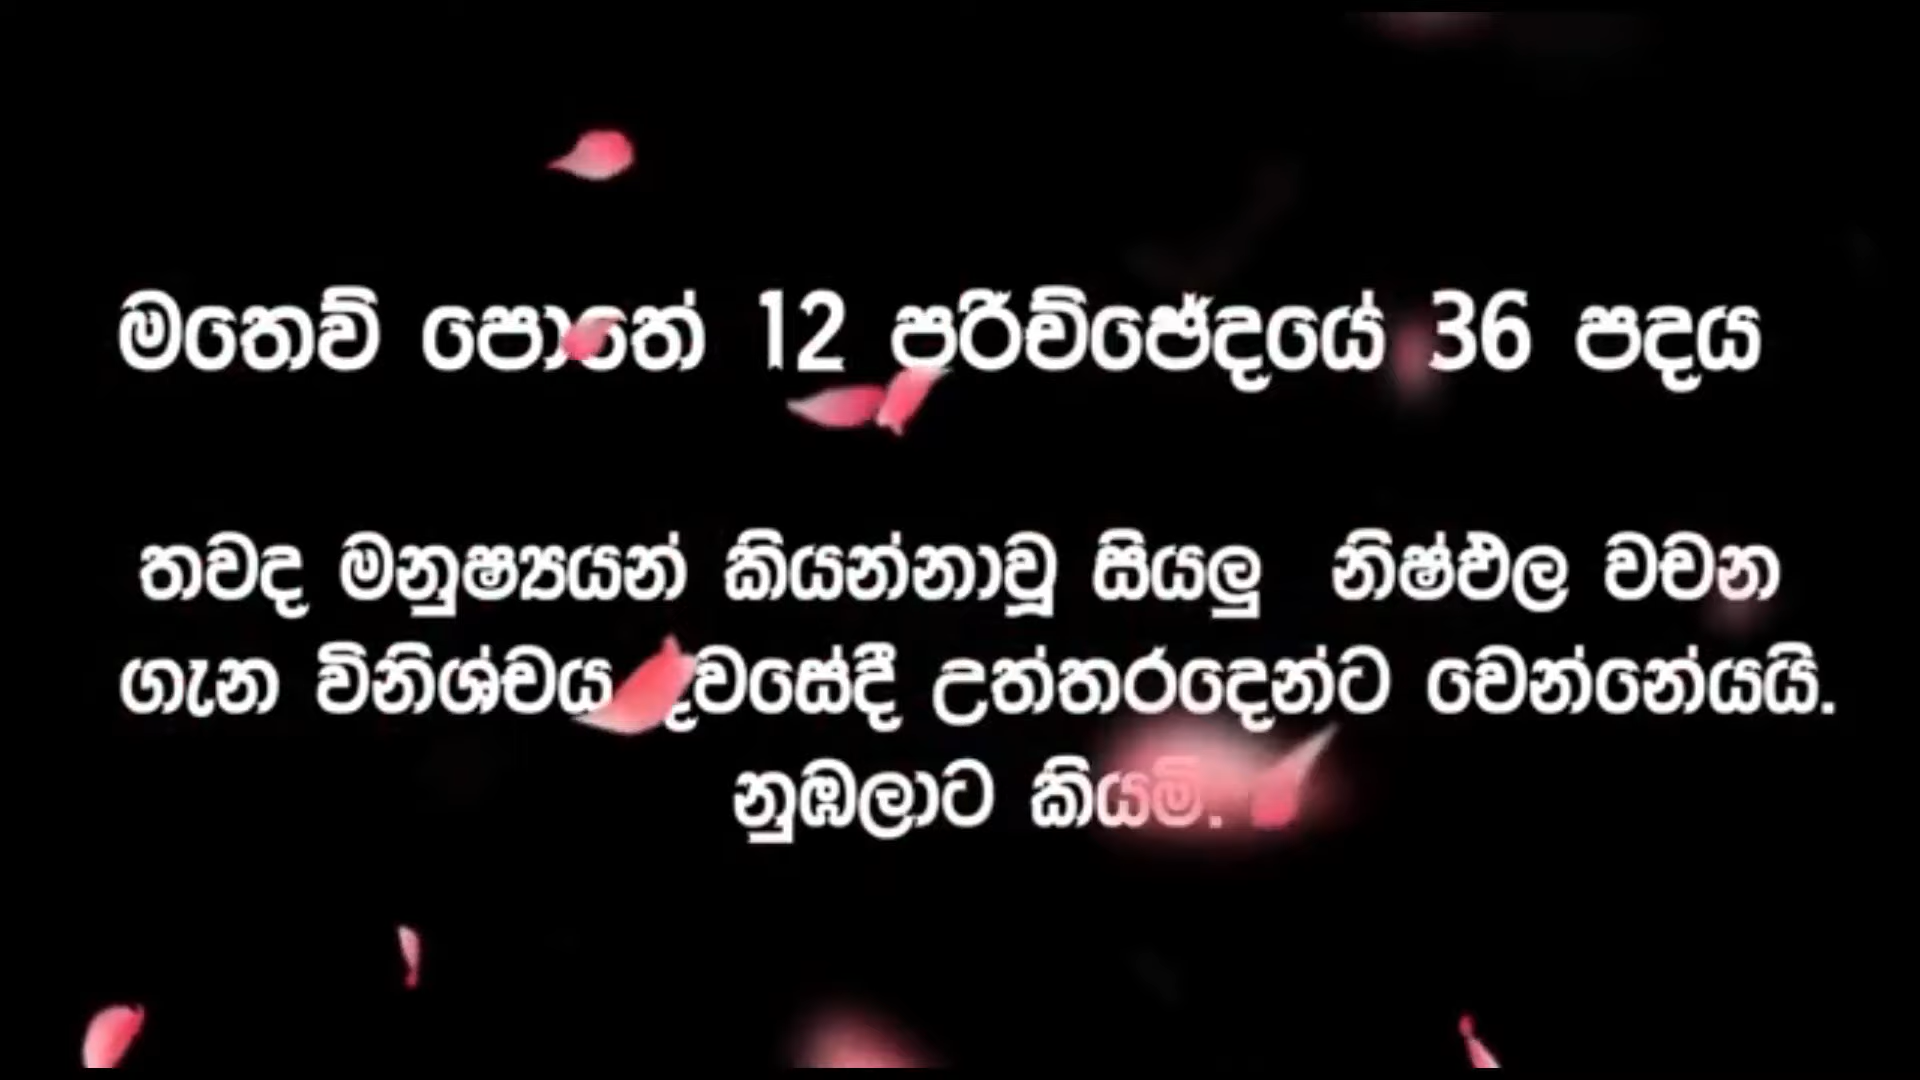 මතෙව් පොතේ 12 පරිච්ඡේදයේ 36 පදය
තවද මනුෂ්‍යයන් කියන්නාවූ සියලු නිෂ්ඵල වචන
ගැන විනිශ්චය දවසේදී උත්තරදෙන්ට වෙන්නේයයි.
නුඹලාට කියමි.